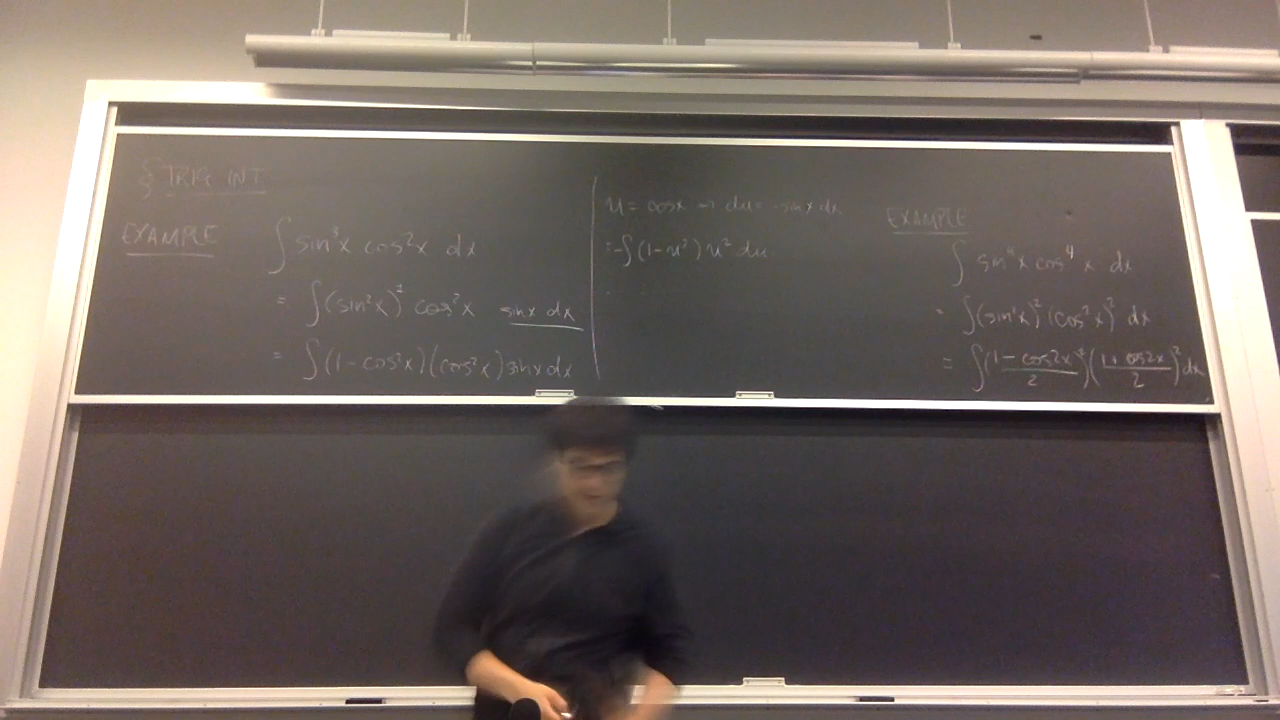 § TRIG INT
EXAMPLE ∫ sin³x cos²x dx
= ∫(sin²x)¹ cos²x sinx dx
= ∫(1-cos²x)(cos²x)sinxdx
u = cosx → du = -sinx dx
= -∫(1-u²)u² du
EXAMPLE
∫ sin⁴x cos⁴x dx
= ∫(sin²x)²(cos²x)² dx
= ∫(1-cos2x/2)²(1+cos2x/2)² dx